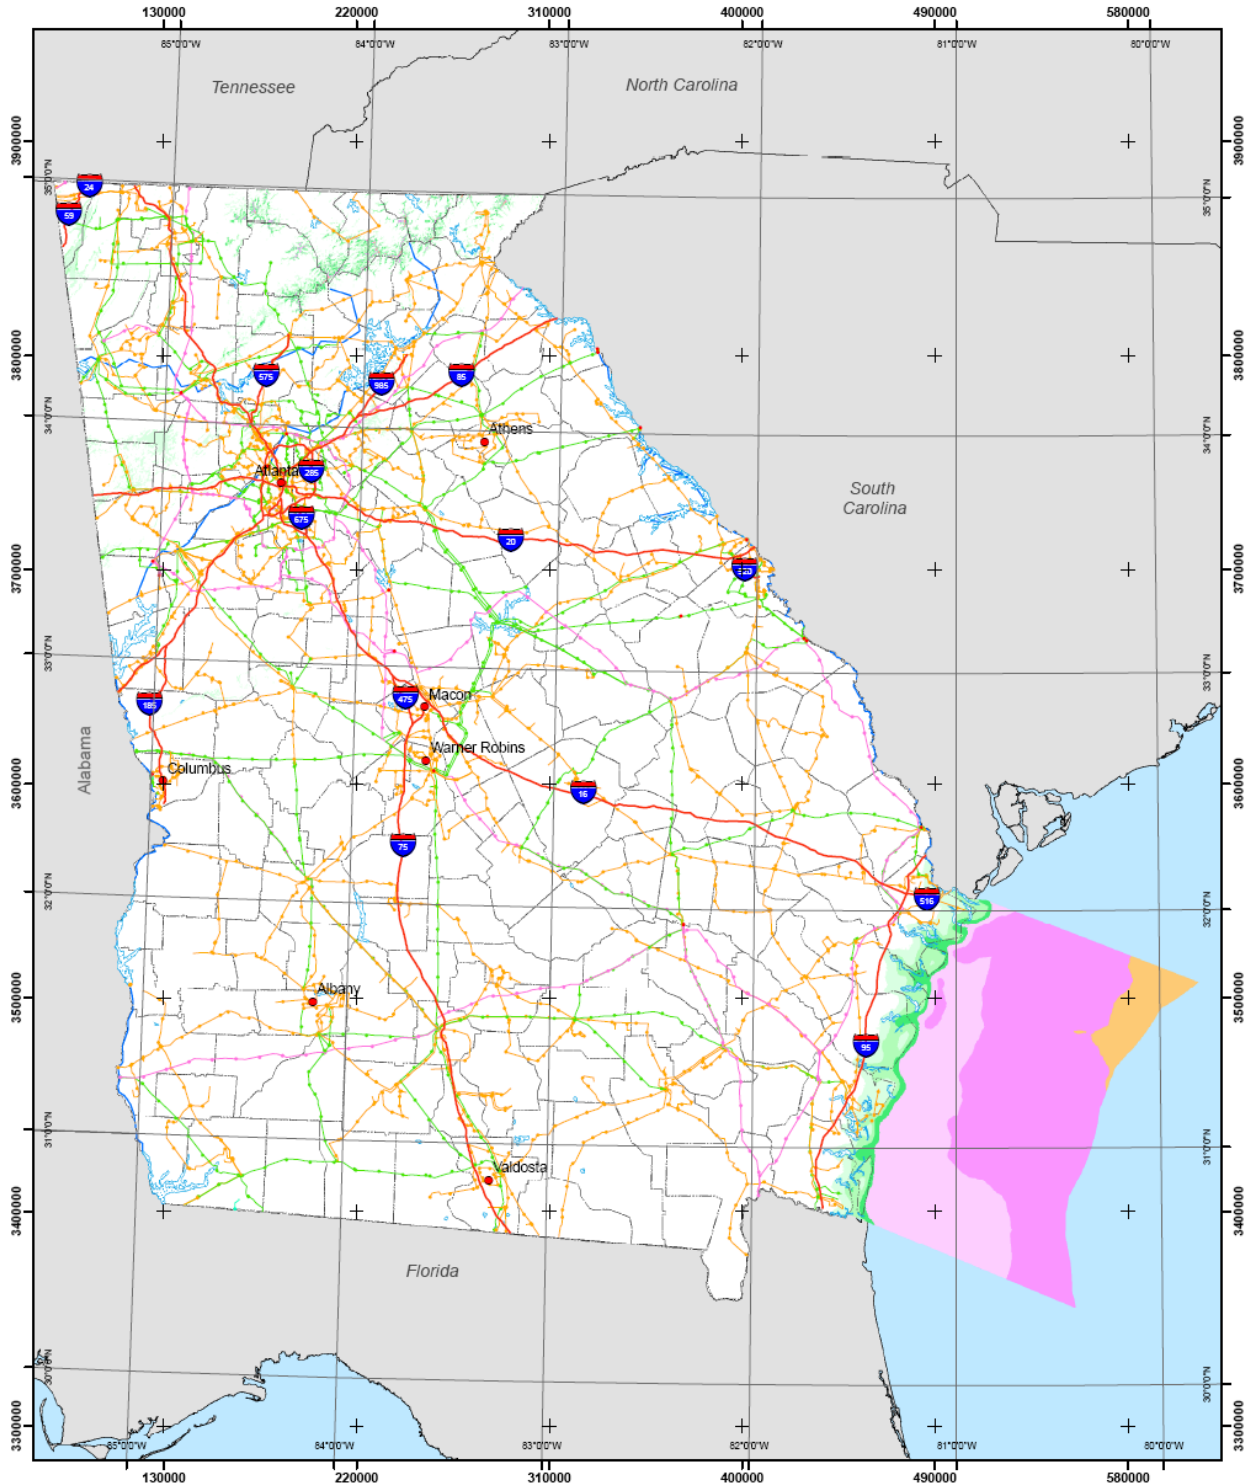 130000 220000 310000 400000 490000 580000
85°0'0"W 84°0'0"W 83°0'0"W 82°0'0"W 81°0'0"W 80°0'0"W
Tennessee
North Carolina
3900000
3900000
35°0'0"N
24
35°0'0"N
59
3800000
3800000
575
985
85
34°0'0"N
Athens
34°0'0"N
Atlanta
285
South
Carolina
675
20
3700000
520
3700000
33°0'0"N
33°0'0"N
185
475
Macon
Alabama
Warner Robins
Columbus
3600000
16
3600000
75
32°0'0"N
516
32°0'0"N
Albany
3500000
3500000
95
31°0'0"N
31°0'0"N
Valdosta
3400000
3400000
Florida
30°0'0"N
30°0'0"N
3300000
3300000
85°0'0"W 84°0'0"W 83°0'0"W 82°0'0"W 81°0'0"W 80°0'0"W
130000 220000 310000 400000 490000 580000